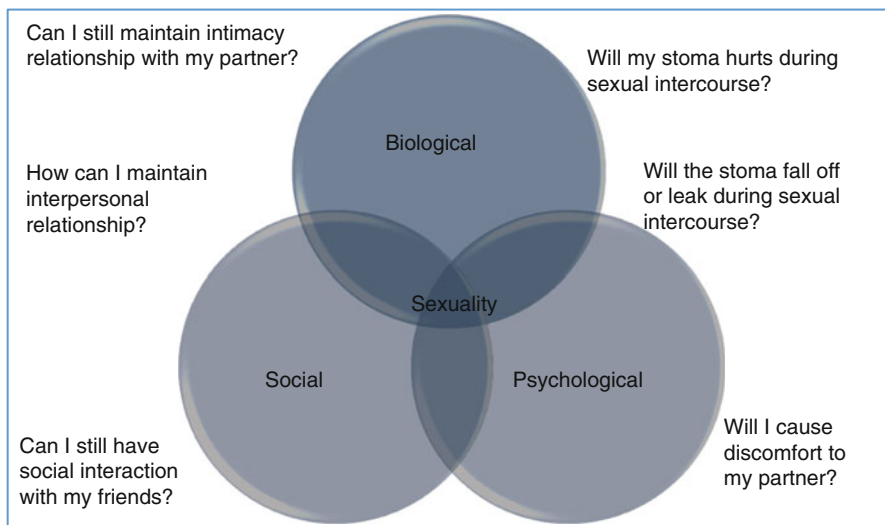 Can I still maintain intimacy
relationship with my partner?
Will my stoma hurts during
sexual intercourse?
Biological
How can I maintain
interpersonal
relationship?
Will the stoma fall off
or leak during sexual
intercourse?
Sexuality
Social
Psychological
Can I still have
social interaction
with my friends?
Will I cause
discomfort to
my partner?